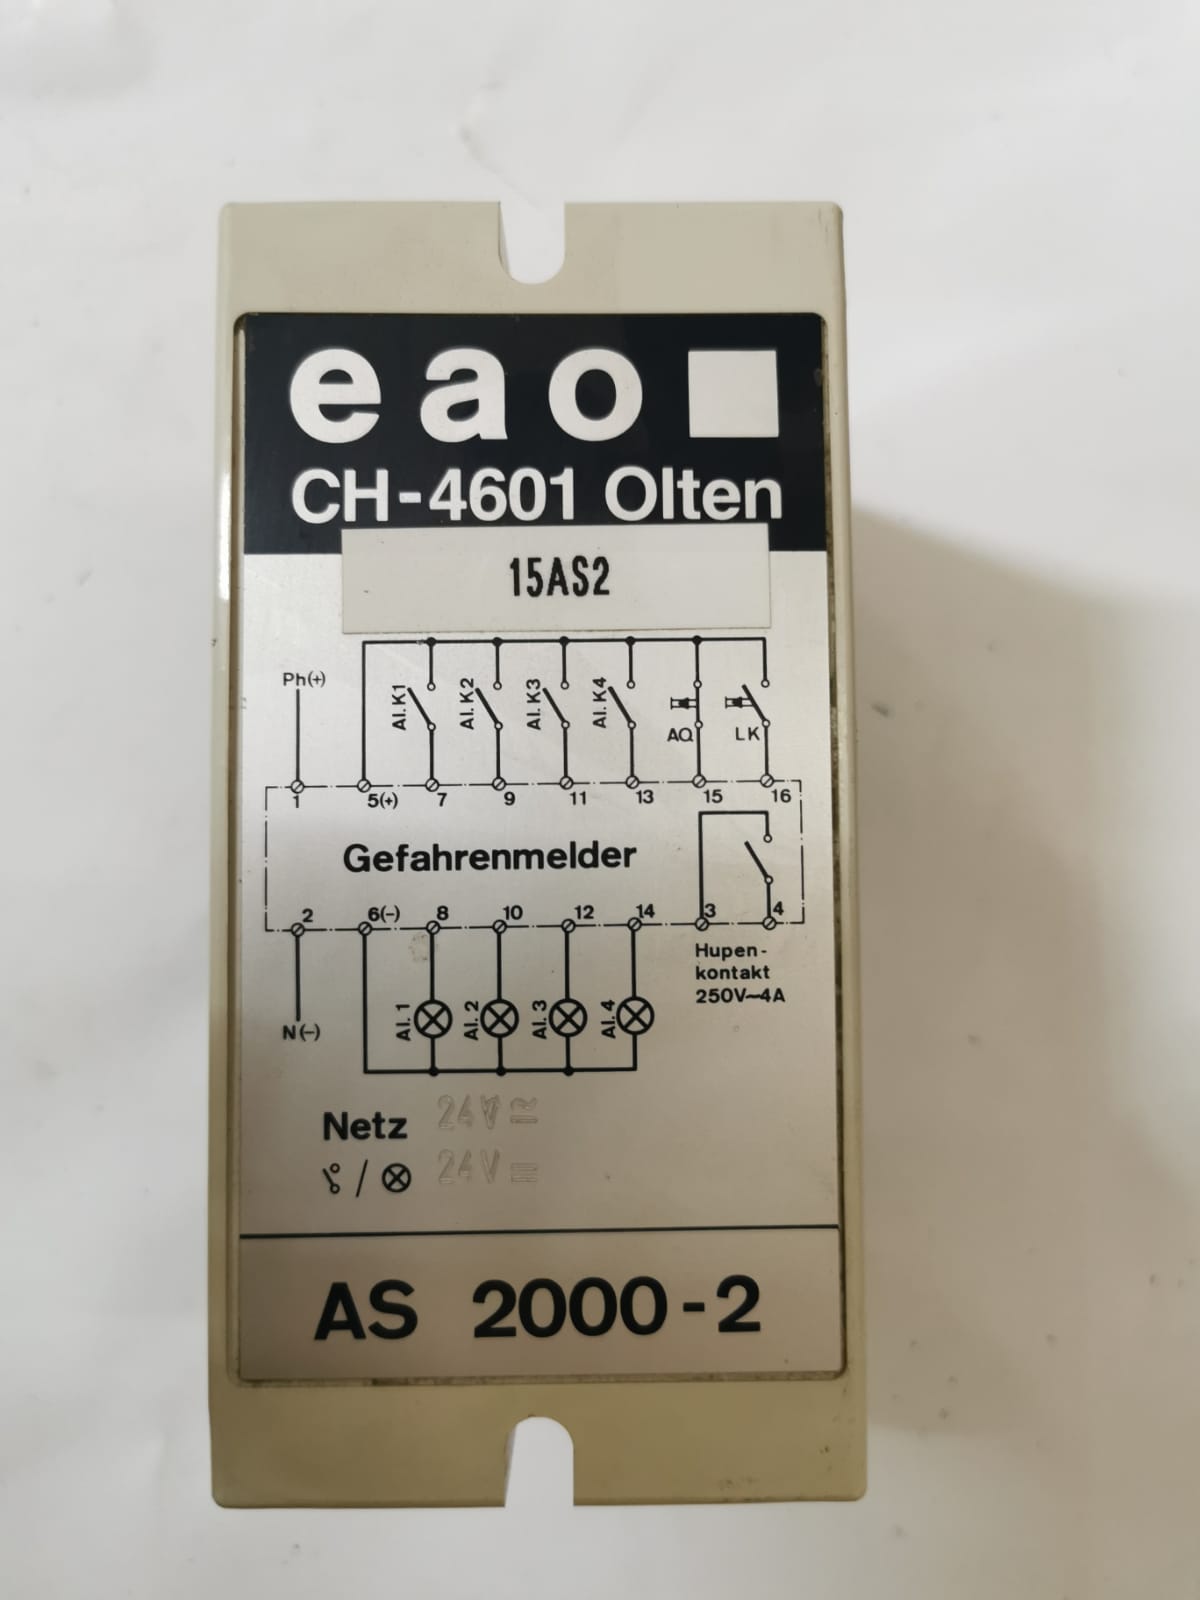 eao
CH-4601 Olten
15AS2
Ph(+)
Al. K1
Al. K2
Al. K3
Al. K4
AQ
LK
1
5(+)
7
9
11
13
15
16
Gefahrenmelder
2
6(-)
8
10
12
14
3
4
Hupen-
kontakt
250V~4A
N(-)
Al. 1
Al. 2
Al. 3
Al. 4
Netz 24V ≂
/ 24V =
AS 2000-2